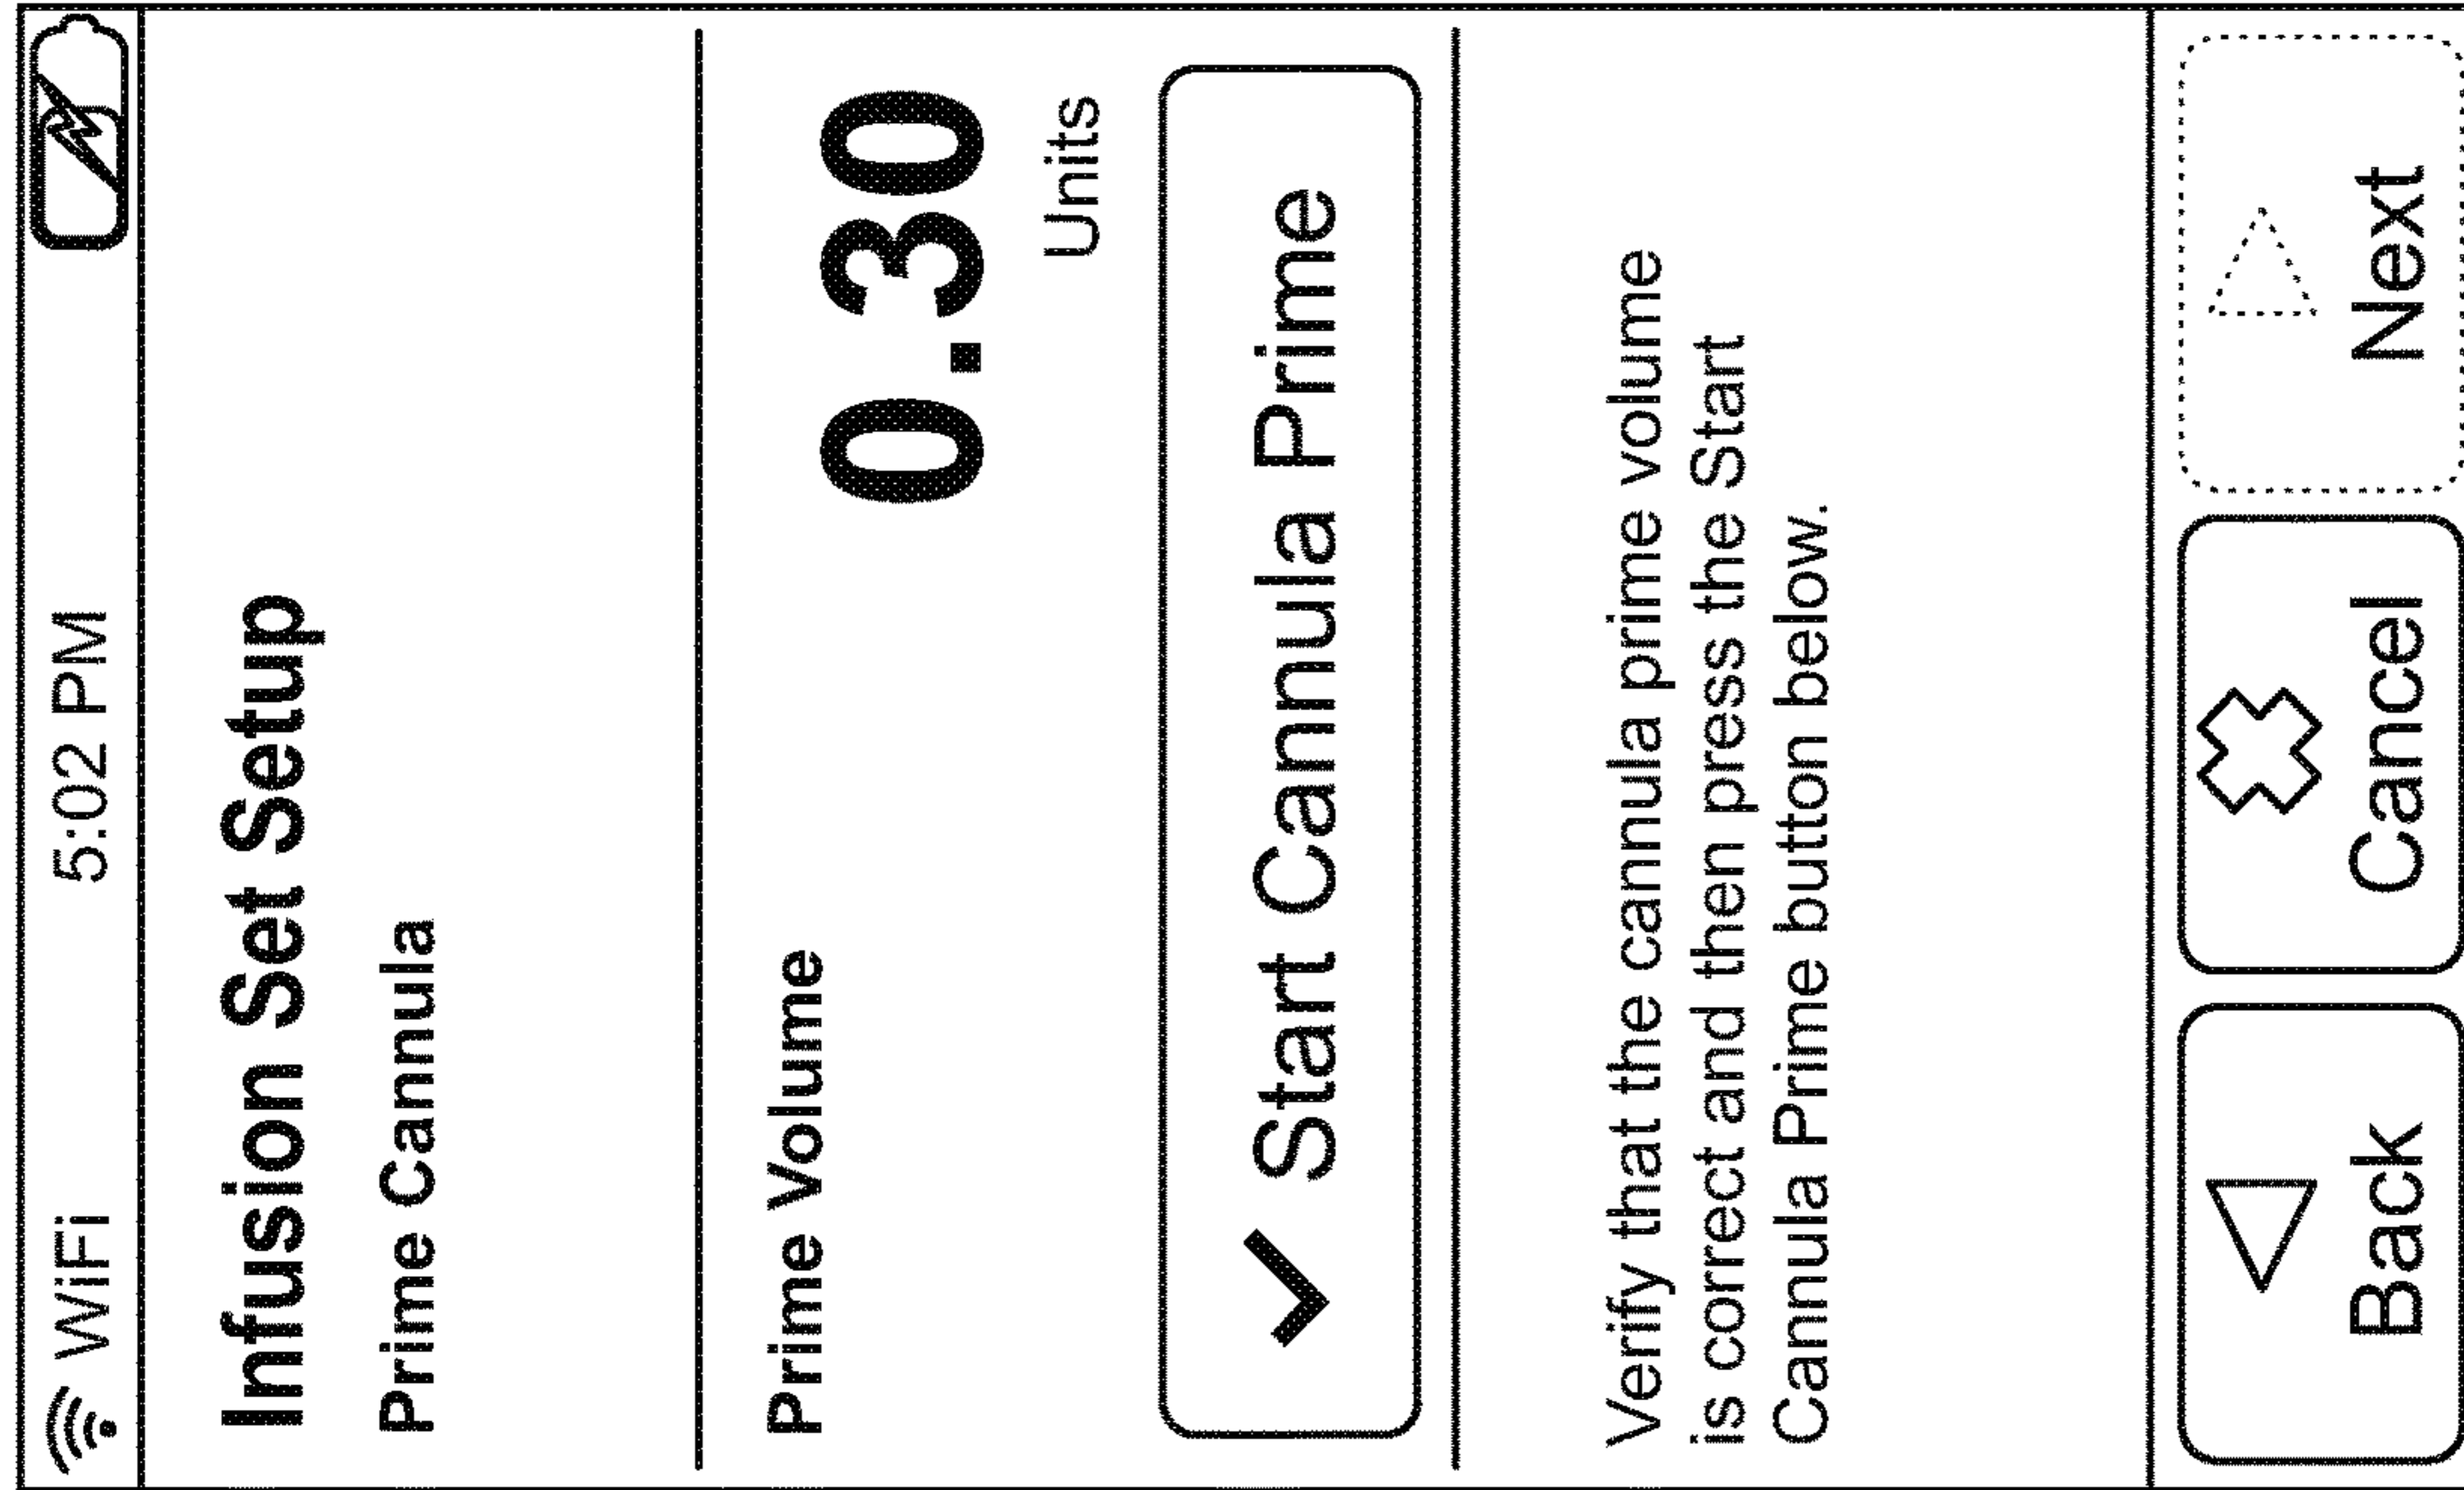 WiFi 5:02 PM
Infusion Set Setup
Prime Cannula
Prime Volume
0.30
Units
Start Cannula Prime
Verify that the cannula prime volume
is correct and then press the Start
Cannula Prime button below.
Back Cancel Next